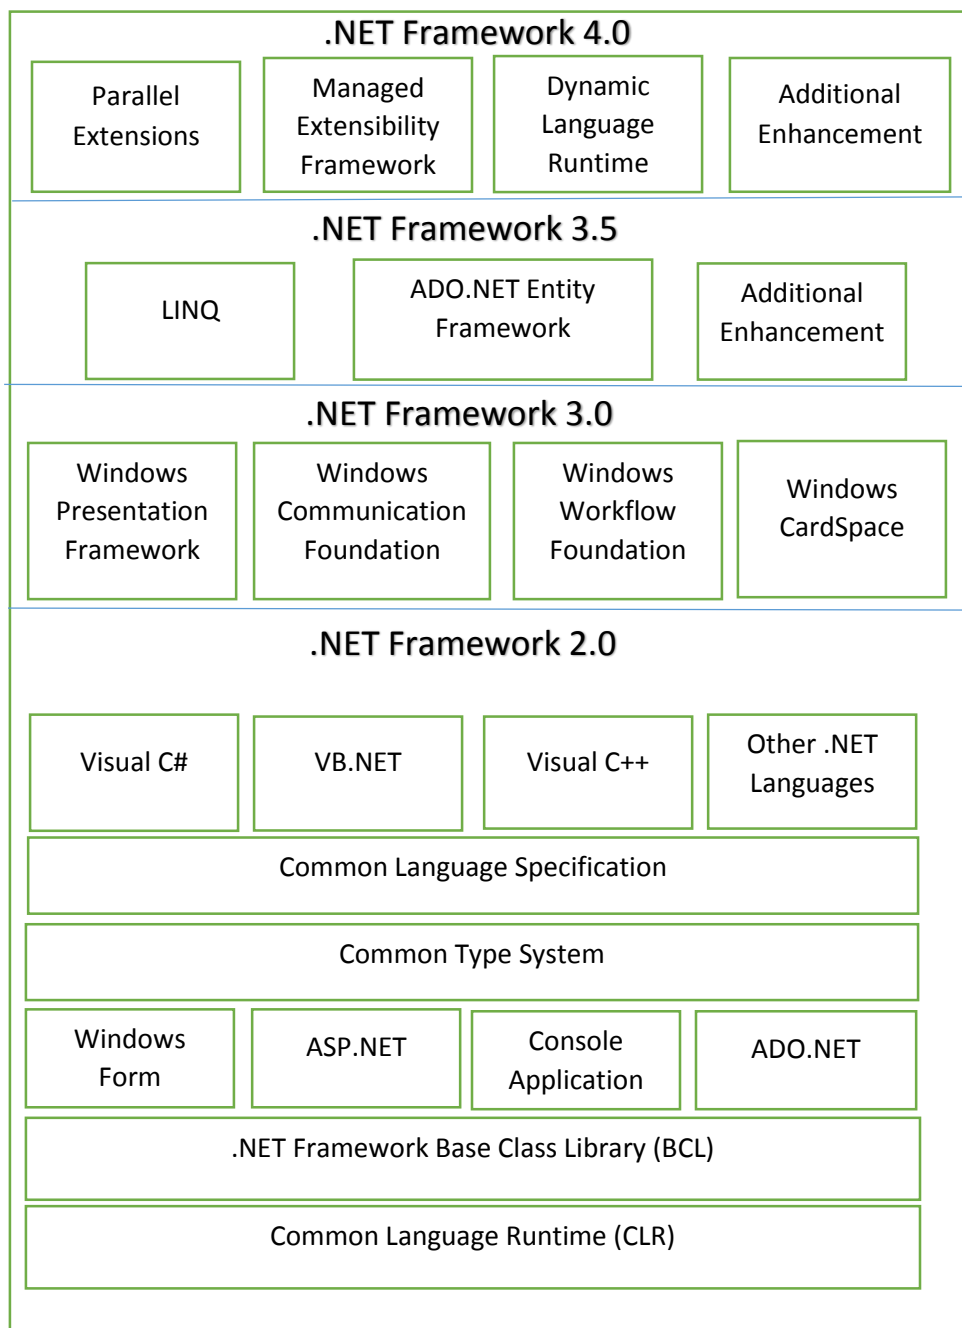 .NET Framework 4.0
Parallel
Extensions
Managed
Extensibility
Framework
Dynamic
Language
Runtime
Additional
Enhancement
.NET Framework 3.5
LINQ
ADO.NET Entity
Framework
Additional
Enhancement
.NET Framework 3.0
Windows
Presentation
Framework
Windows
Communication
Foundation
Windows
Workflow
Foundation
Windows
CardSpace
.NET Framework 2.0
Visual C#
VB.NET
Visual C++
Other .NET
Languages
Common Language Specification
Common Type System
Windows
Form
ASP.NET
Console
Application
ADO.NET
.NET Framework Base Class Library (BCL)
Common Language Runtime (CLR)